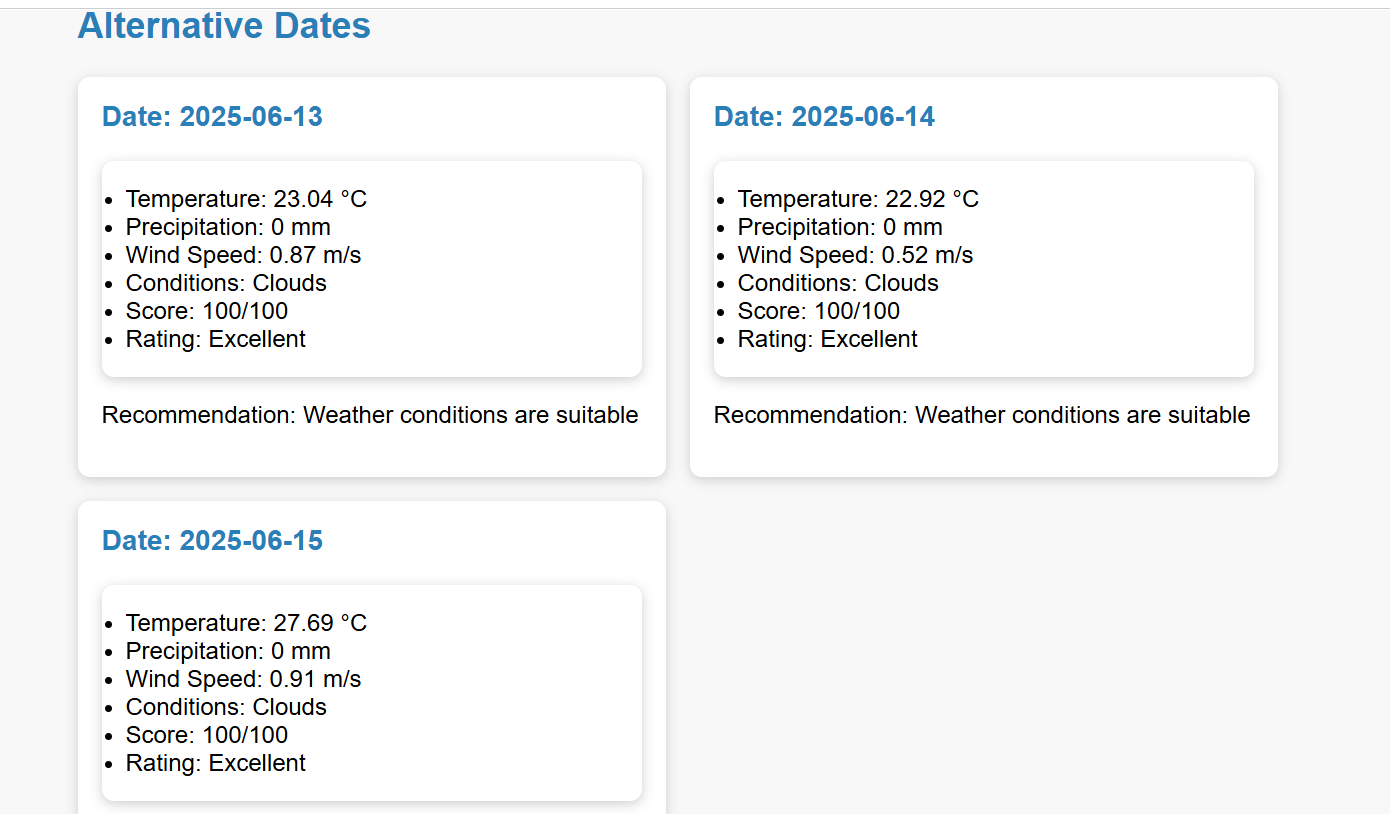 Alternative Dates
Date: 2025-06-13
Temperature: 23.04 °C
Precipitation: 0 mm
Wind Speed: 0.87 m/s
Conditions: Clouds
Score: 100/100
Rating: Excellent
Recommendation: Weather conditions are suitable
Date: 2025-06-14
Temperature: 22.92 °C
Precipitation: 0 mm
Wind Speed: 0.52 m/s
Conditions: Clouds
Score: 100/100
Rating: Excellent
Recommendation: Weather conditions are suitable
Date: 2025-06-15
Temperature: 27.69 °C
Precipitation: 0 mm
Wind Speed: 0.91 m/s
Conditions: Clouds
Score: 100/100
Rating: Excellent